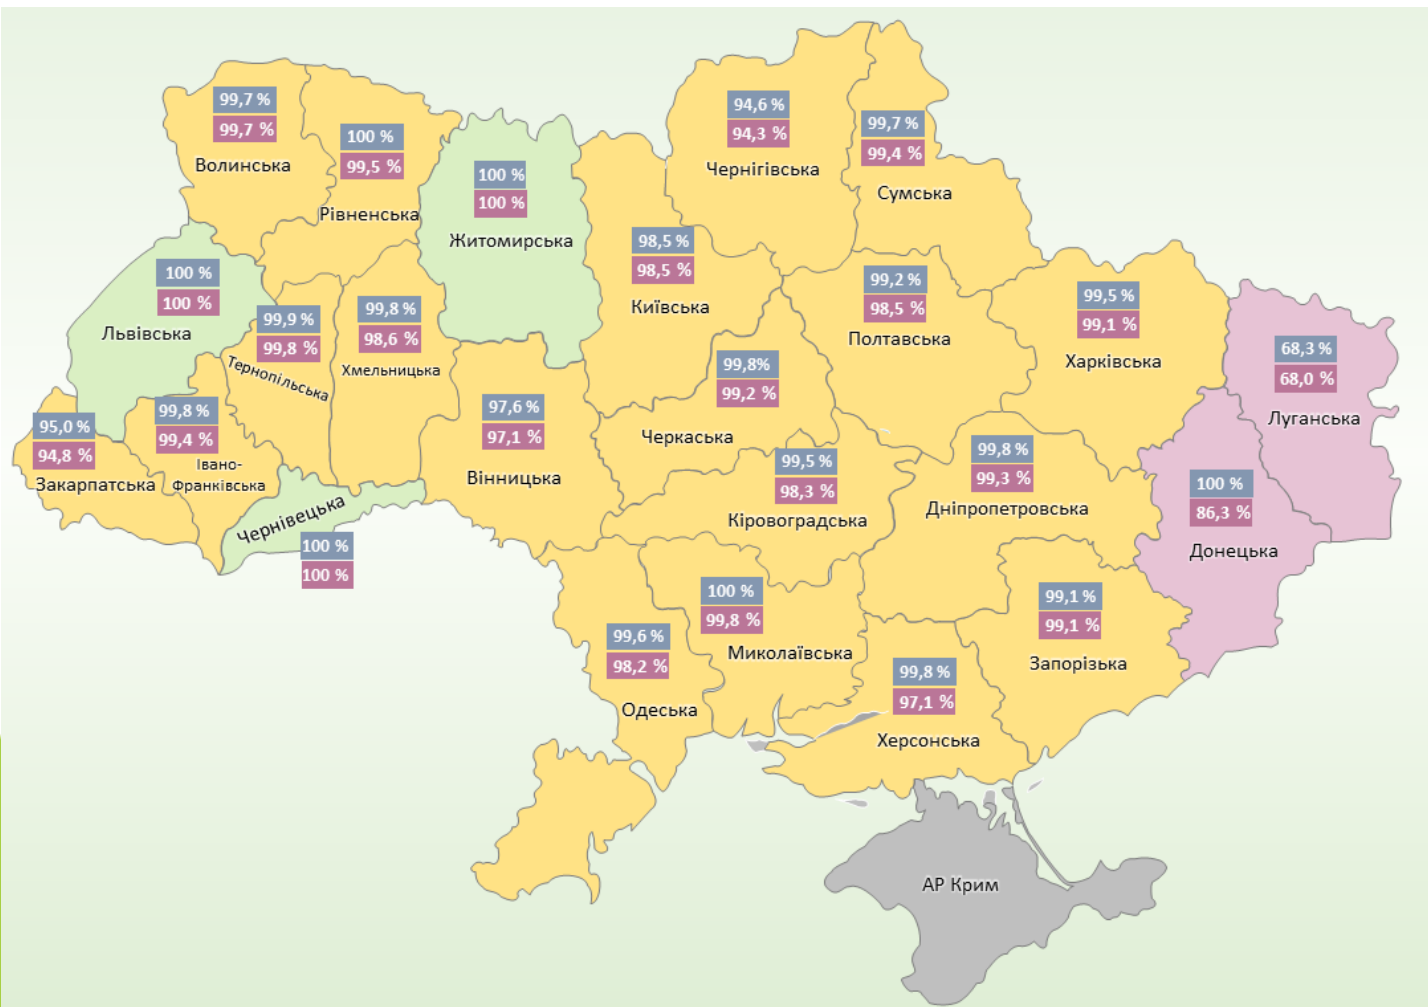 99,7 %
99,7 %
Волинська
100 %
99,5 %
Рівненська
100 %
100 %
Житомирська
94,6%
94,3 %
Чернігівська
99,7 %
99,4 %
Сумська
98,5 %
98,5 %
Київська
100 %
100 %
Львівська
99,9 %
99,8 %
Тернопільська
99,8 %
98,6 %
Хмельницька
99,2 %
98,5 %
Полтавська
99,5 %
99,1 %
Харківська
68,3 %
68,0 %
Луганська
99,8%
99,2 %
Черкаська
95,0 %
94,8 %
Закарпатська
99,8 %
99,4 %
Івано-
Франківська
97,6 %
97,1 %
Вінницька
99,5 %
98,3 %
Кіровоградська
99,8 %
99,3 %
Дніпропетровська
100 %
86,3 %
Донецька
Чернівецька
100 %
100 %
100 %
99,8 %
Миколаївська
99,1 %
99,1 %
Запорізька
99,6 %
98,2 %
Одеська
99,8 %
97,1 %
Херсонська
АР Крим